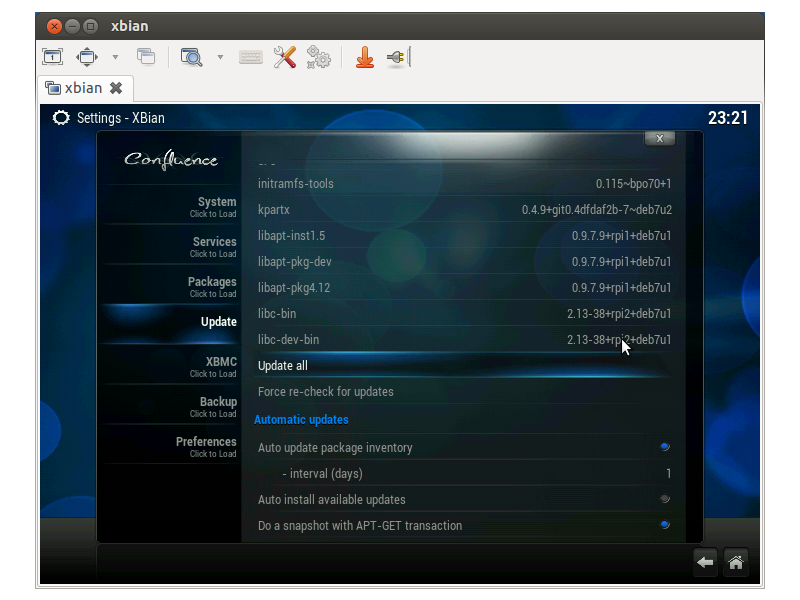 xbian
xbian
Settings - XBian
23:21
x
Confluence
System
Click to Load
Services
Click to Load
Packages
Click to Load
Update
XBMC
Click to Load
Backup
Click to Load
Preferences
Click to Load
initramfs-tools 0.115~bpo70+1
kpartx 0.4.9+git0.4dfdaf2b-7~deb7u2
libapt-inst1.5 0.9.7.9+rpi1+deb7u1
libapt-pkg-dev 0.9.7.9+rpi1+deb7u1
libapt-pkg4.12 0.9.7.9+rpi1+deb7u1
libc-bin 2.13-38+rpi2+deb7u1
libc-dev-bin 2.13-38+rpi2+deb7u1
Update all
Force re-check for updates
Automatic updates
Auto update package inventory
- interval (days) 1
Auto install available updates
Do a snapshot with APT-GET transaction